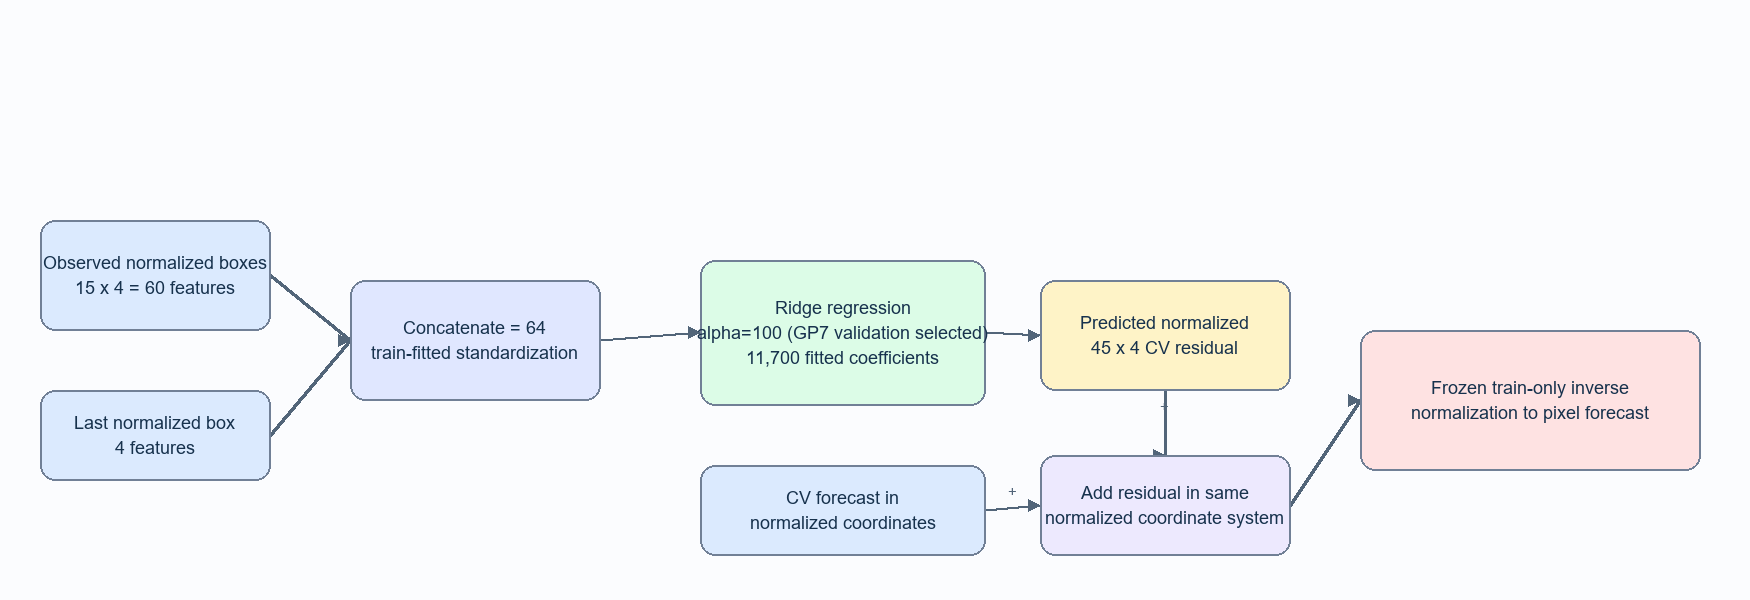 Observed normalized boxes
15 x 4 = 60 features
Last normalized box
4 features
Concatenate = 64
train-fitted standardization
Ridge regression
alpha=100 (GP7 validation selected)
11,700 fitted coefficients
Predicted normalized
45 x 4 CV residual
+
CV forecast in
normalized coordinates
+
Add residual in same
normalized coordinate system
Frozen train-only inverse
normalization to pixel forecast